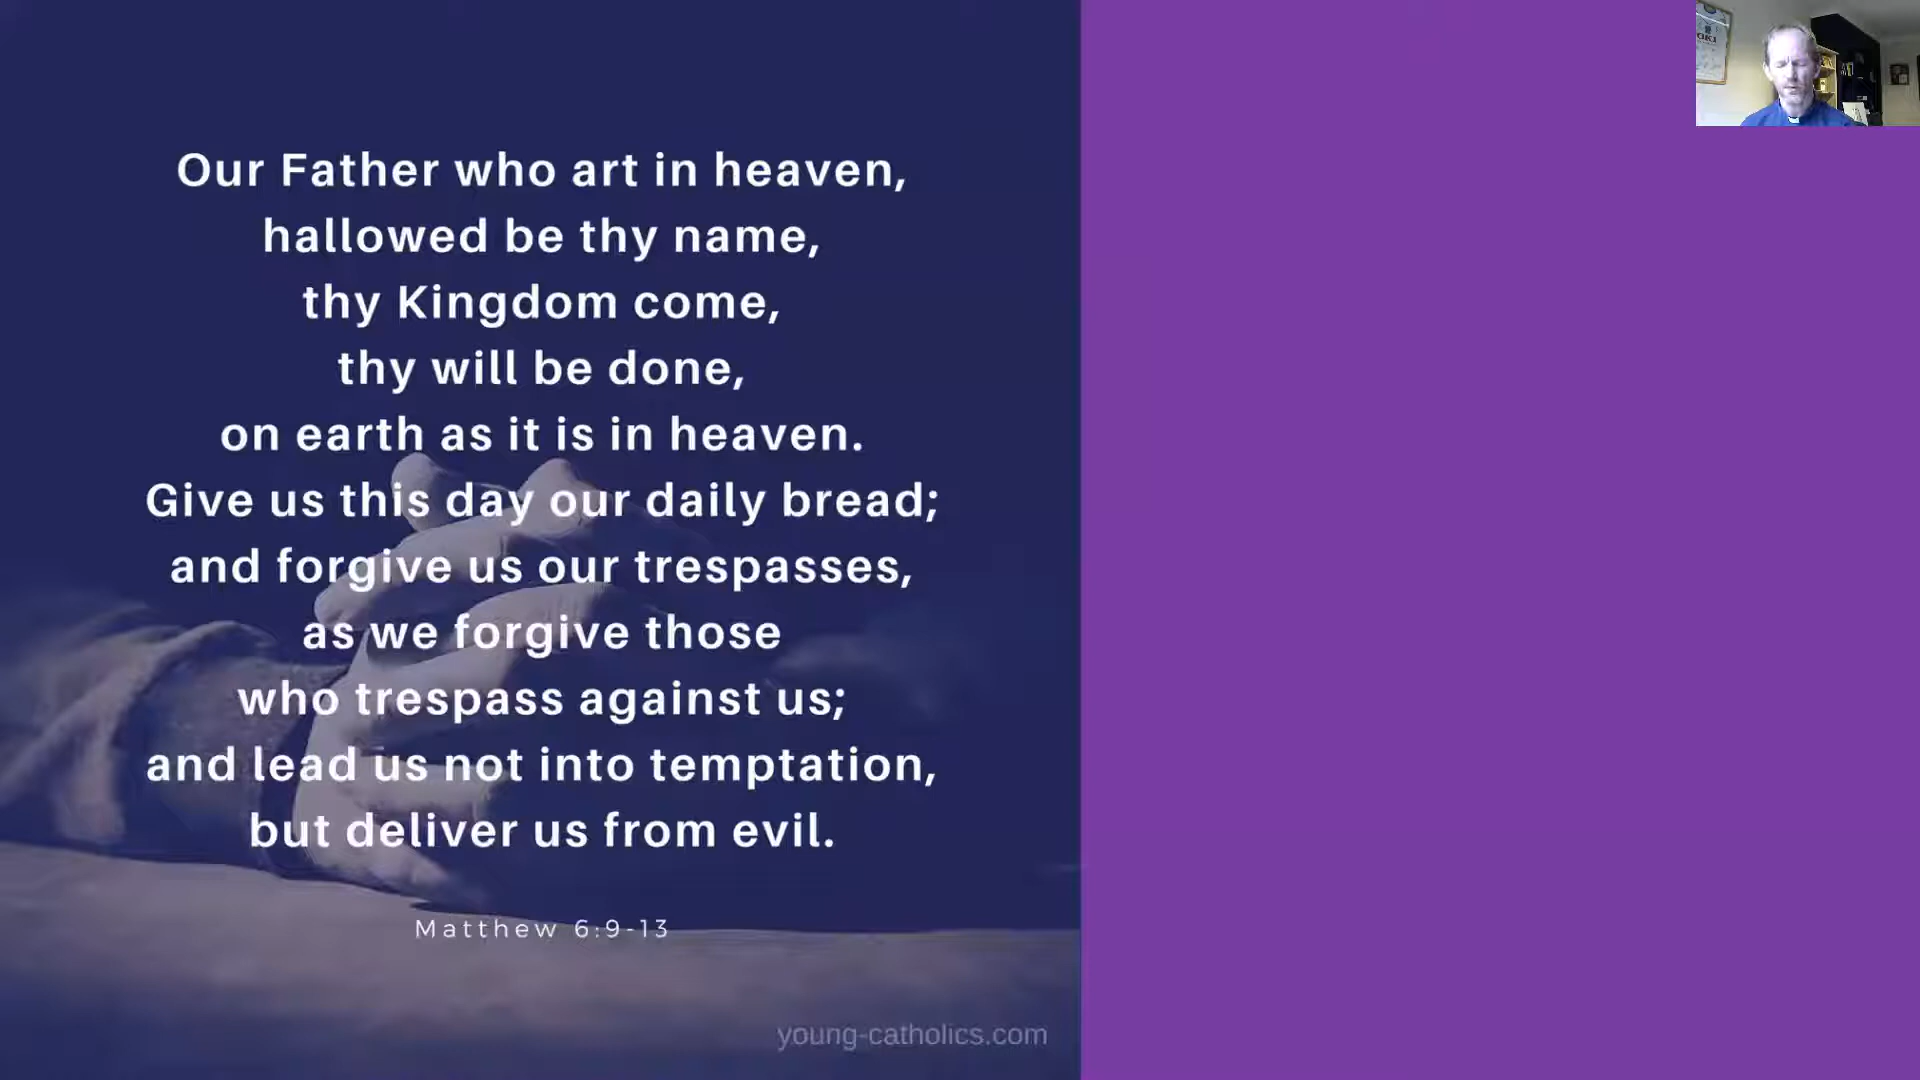 Our Father who art in heaven,
hallowed be thy name,
thy Kingdom come,
thy will be done,
on earth as it is in heaven.
Give us this day our daily bread;
and forgive us our trespasses,
as we forgive those
who trespass against us;
and lead us not into temptation,
but deliver us from evil.
Matthew 6:9-13
young-catholics.com